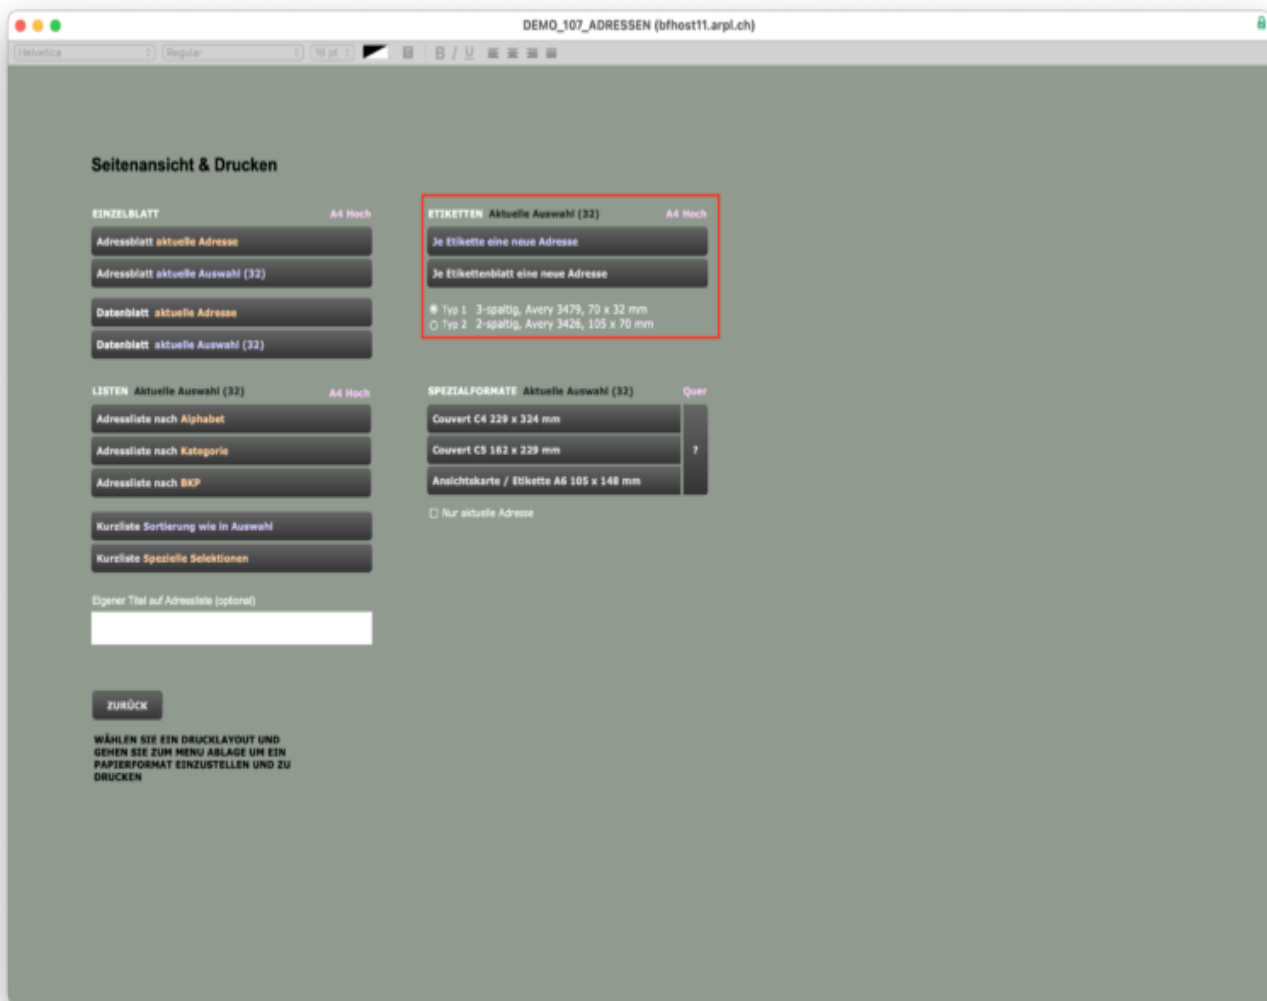 DEMO_107_ADRESSEN (bfhost11.arpl.ch)
Helvetica Regular 16 pt B I U
Seitenansicht & Drucken
EINZELBLATT A4 Hoch
Adressblatt aktuelle Adresse
Adressblatt aktuelle Auswahl (32)
Datenblatt aktuelle Adresse
Datenblatt aktuelle Auswahl (32)
LISTEN Aktuelle Auswahl (32) A4 Hoch
Adressliste nach Alphabet
Adressliste nach Kategorie
Adressliste nach BKP
Kurzliste Sortierung wie in Auswahl
Kurzliste Spezielle Selektionen
Eigener Titel auf Adressliste (optional)
ZURÜCK
WÄHLEN SIE EIN DRUCKLAYOUT UND
GEHEN SIE ZUM MENU ABLAGE UM EIN
PAPIERFORMAT EINZUSTELLEN UND ZU
DRUCKEN
ETIKETTEN Aktuelle Auswahl (32) A4 Hoch
Je Etikette eine neue Adresse
Je Etikettenblatt eine neue Adresse
Typ 1 3-spaltig, Avery 3479, 70 x 32 mm
Typ 2 2-spaltig, Avery 3426, 105 x 70 mm
SPEZIALFORMATE Aktuelle Auswahl (32) Quer
Couvert C4 229 x 324 mm
Couvert C5 162 x 229 mm
?
Ansichtskarte / Etikette A6 105 x 148 mm
Nur aktuelle Adresse